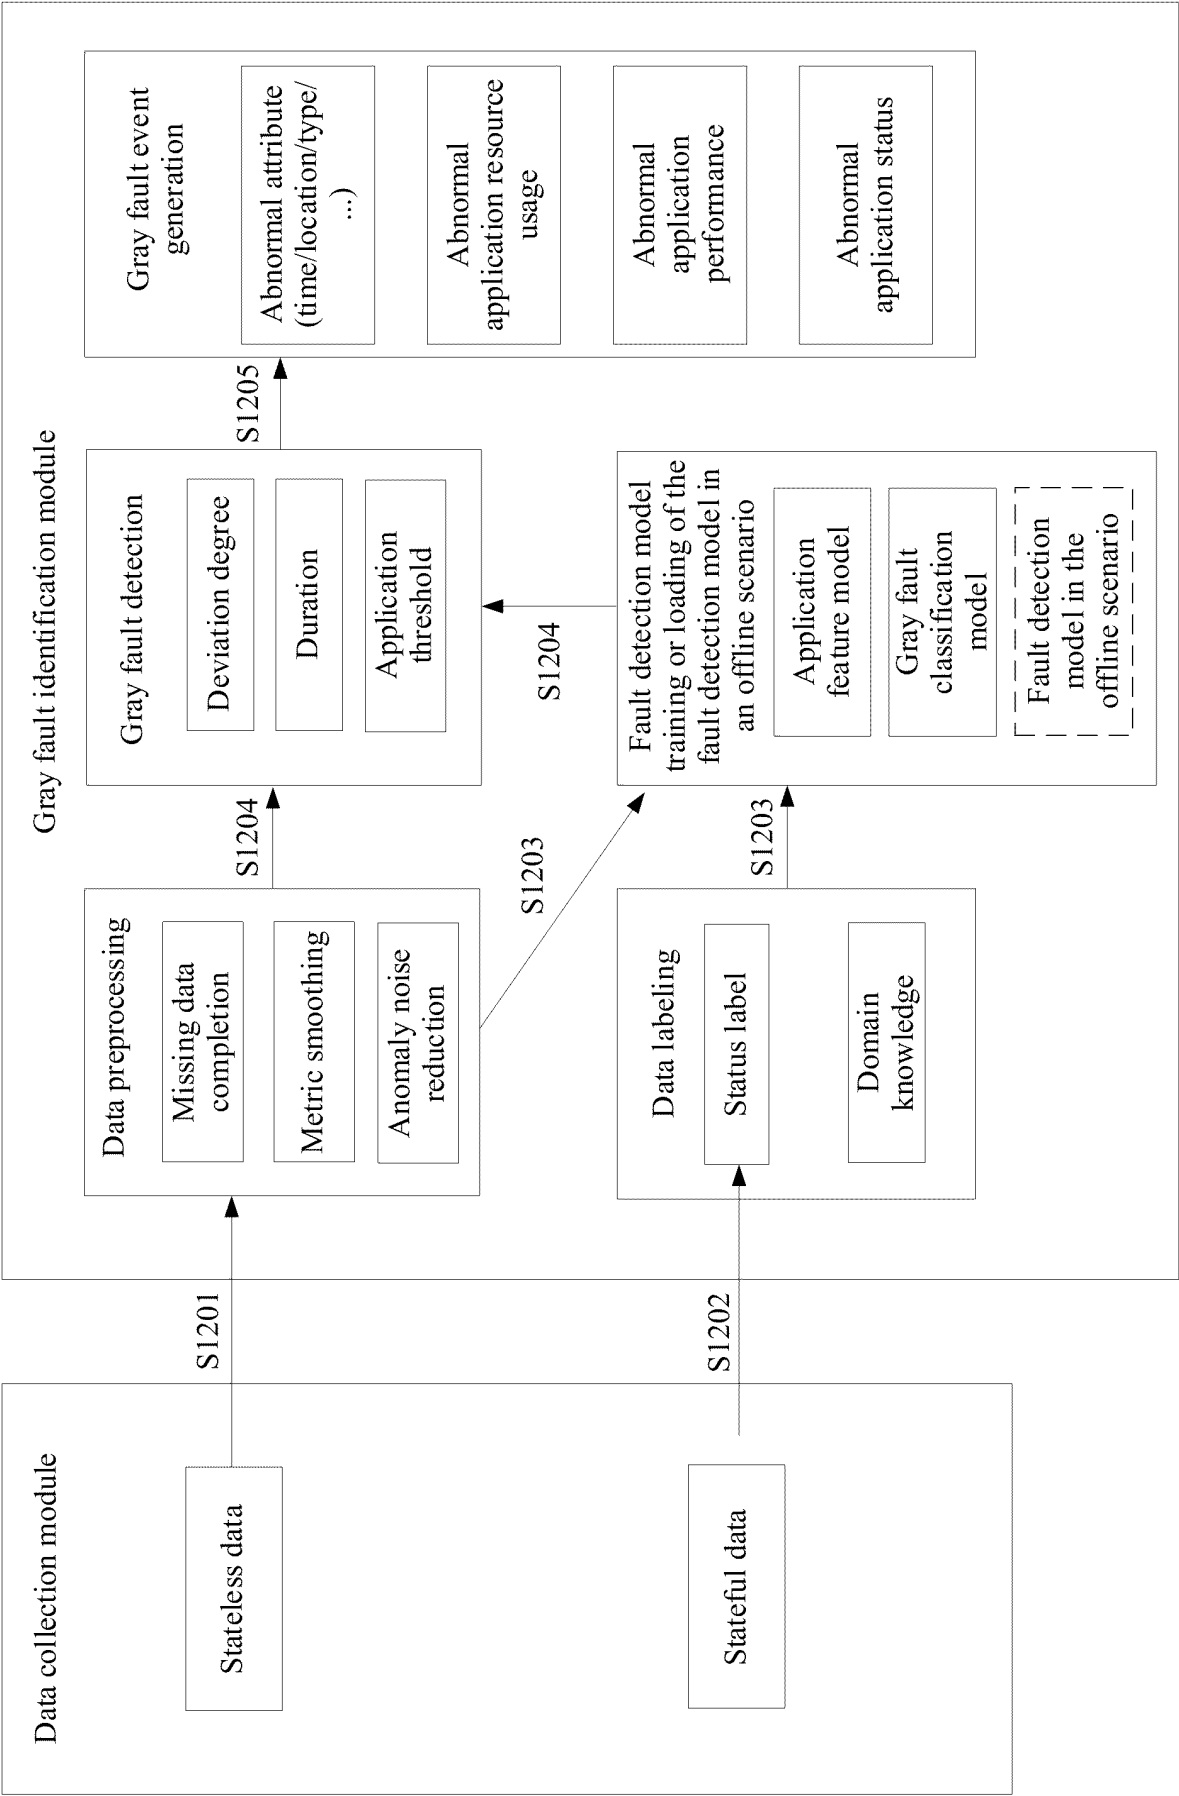 Data collection module
Stateless data
Stateful data
S1201
S1202
Gray fault identification module
Data preprocessing
Missing data
completion
Metric smoothing
Anomaly noise
reduction
Data labeling
Status label
Domain
knowledge
S1204
S1203
S1203
Gray fault detection
Deviation degree
Duration
Application
threshold
S1204
Fault detection model
training or loading of the
fault detection model in
an offline scenario
Application
feature model
Gray fault
classification
model
Fault detection
model in the
offline scenario
S1205
Gray fault event
generation
Abnormal attribute
(time/location/type/
...)
Abnormal
application resource
usage
Abnormal
application
performance
Abnormal
application status